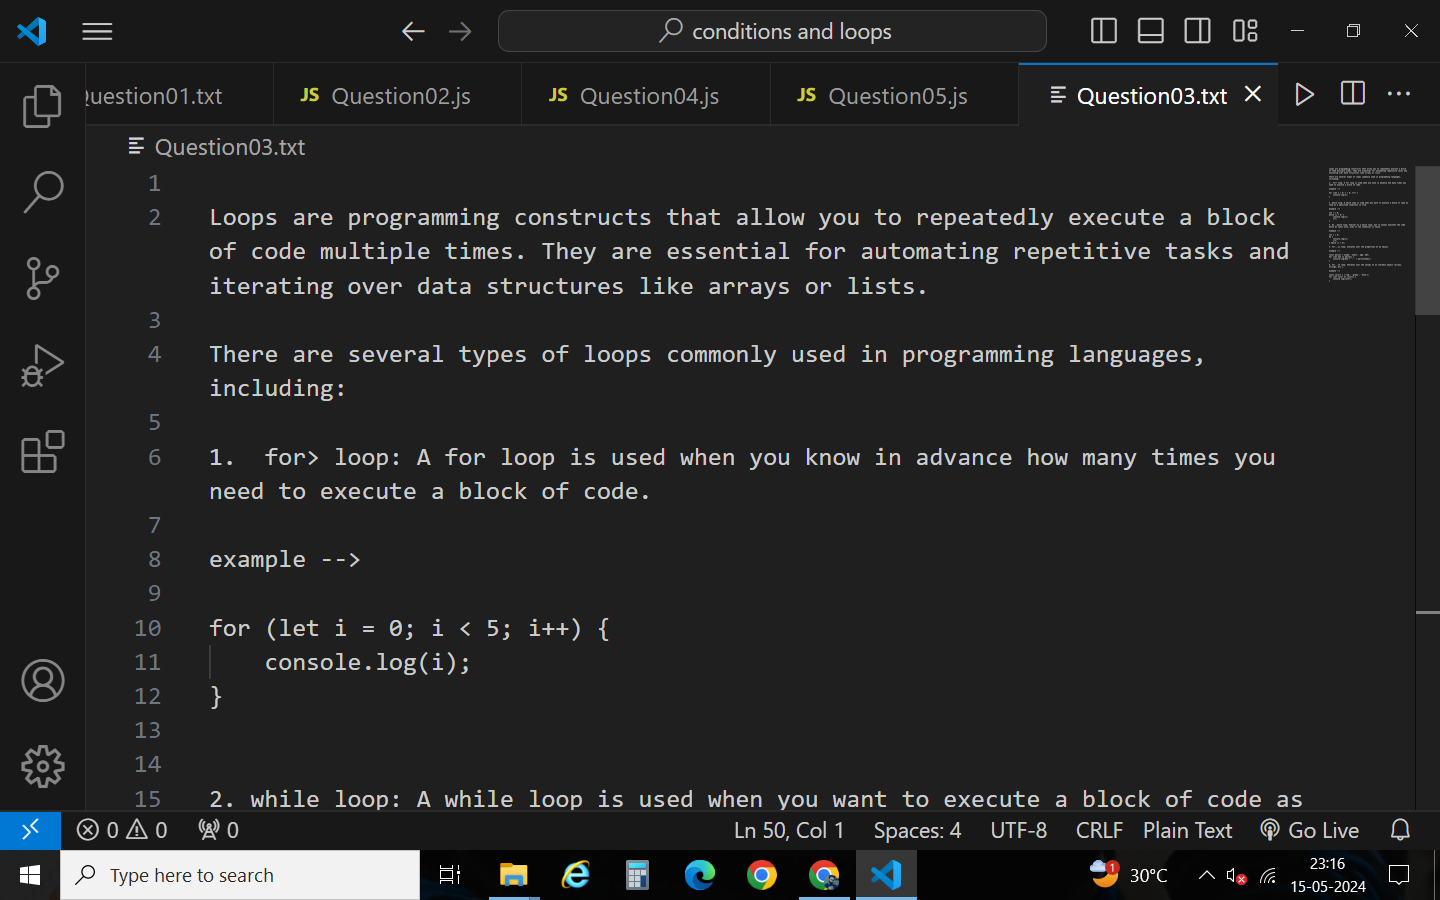 conditions and loops
uestion01.txt
JS Question02.js
JS Question04.js
JS Question05.js
Question03.txt
Question03.txt
1
2 Loops are programming constructs that allow you to repeatedly execute a block
of code multiple times. They are essential for automating repetitive tasks and
iterating over data structures like arrays or lists.
3
4 There are several types of loops commonly used in programming languages,
including:
5
6 1.  for> loop: A for loop is used when you know in advance how many times you
need to execute a block of code.
7
8 example -->
9
10 for (let i = 0; i < 5; i++) {
11     console.log(i);
12 }
13
14
15 2. while loop: A while loop is used when you want to execute a block of code as
0 0 0
Ln 50, Col 1 Spaces: 4 UTF-8 CRLF Plain Text Go Live
Type here to search
1 30°C
23:16
15-05-2024